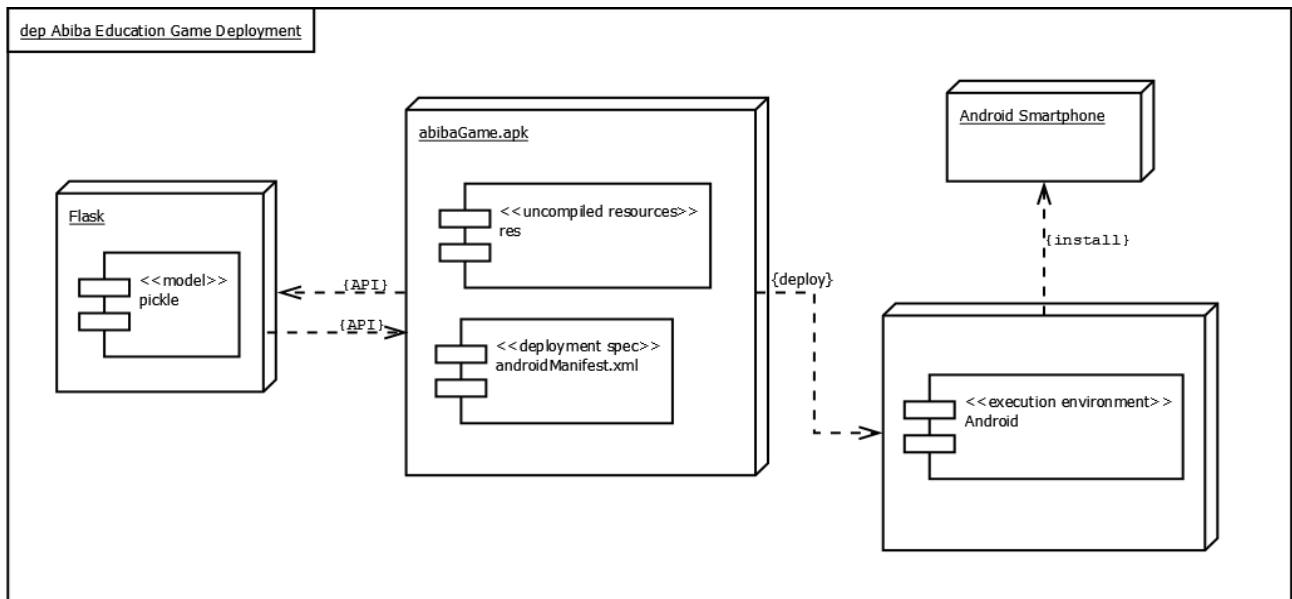 dep Abiba Education Game Deployment
Flask
<<model>>
pickle
{API}
{API}
abibaGame.apk
<<uncompiled resources>>
res
<<deployment spec>>
androidManifest.xml
{deploy}
Android Smartphone
{install}
<<execution environment>>
Android